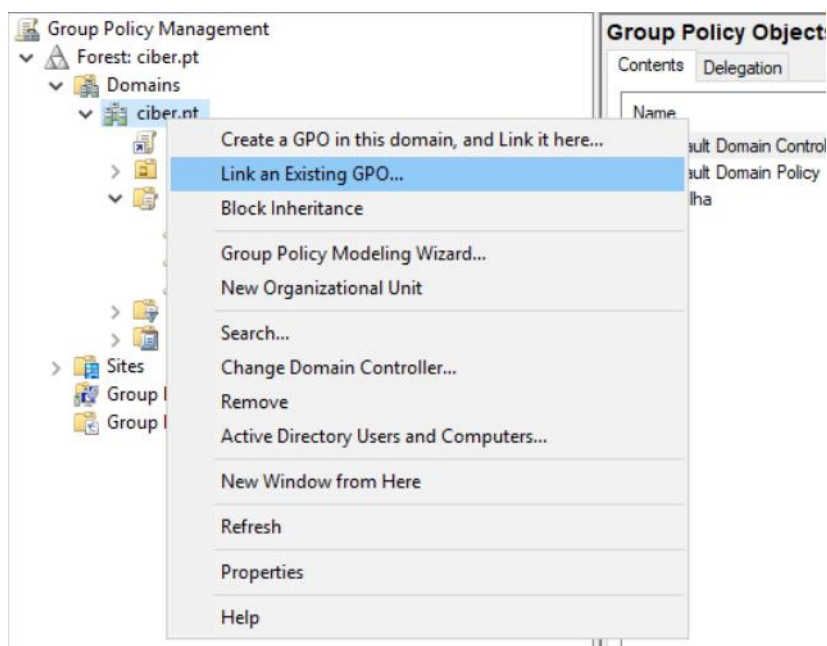 Group Policy Management
Forest: ciber.pt
Domains
ciber.pt
Sites
Group
Group
Create a GPO in this domain, and Link it here...
Link an Existing GPO...
Block Inheritance
Group Policy Modeling Wizard...
New Organizational Unit
Search...
Change Domain Controller...
Remove
Active Directory Users and Computers...
New Window from Here
Refresh
Properties
Help
Group Policy Objects
Contents Delegation
Name
ault Domain Control
ault Domain Policy
lha